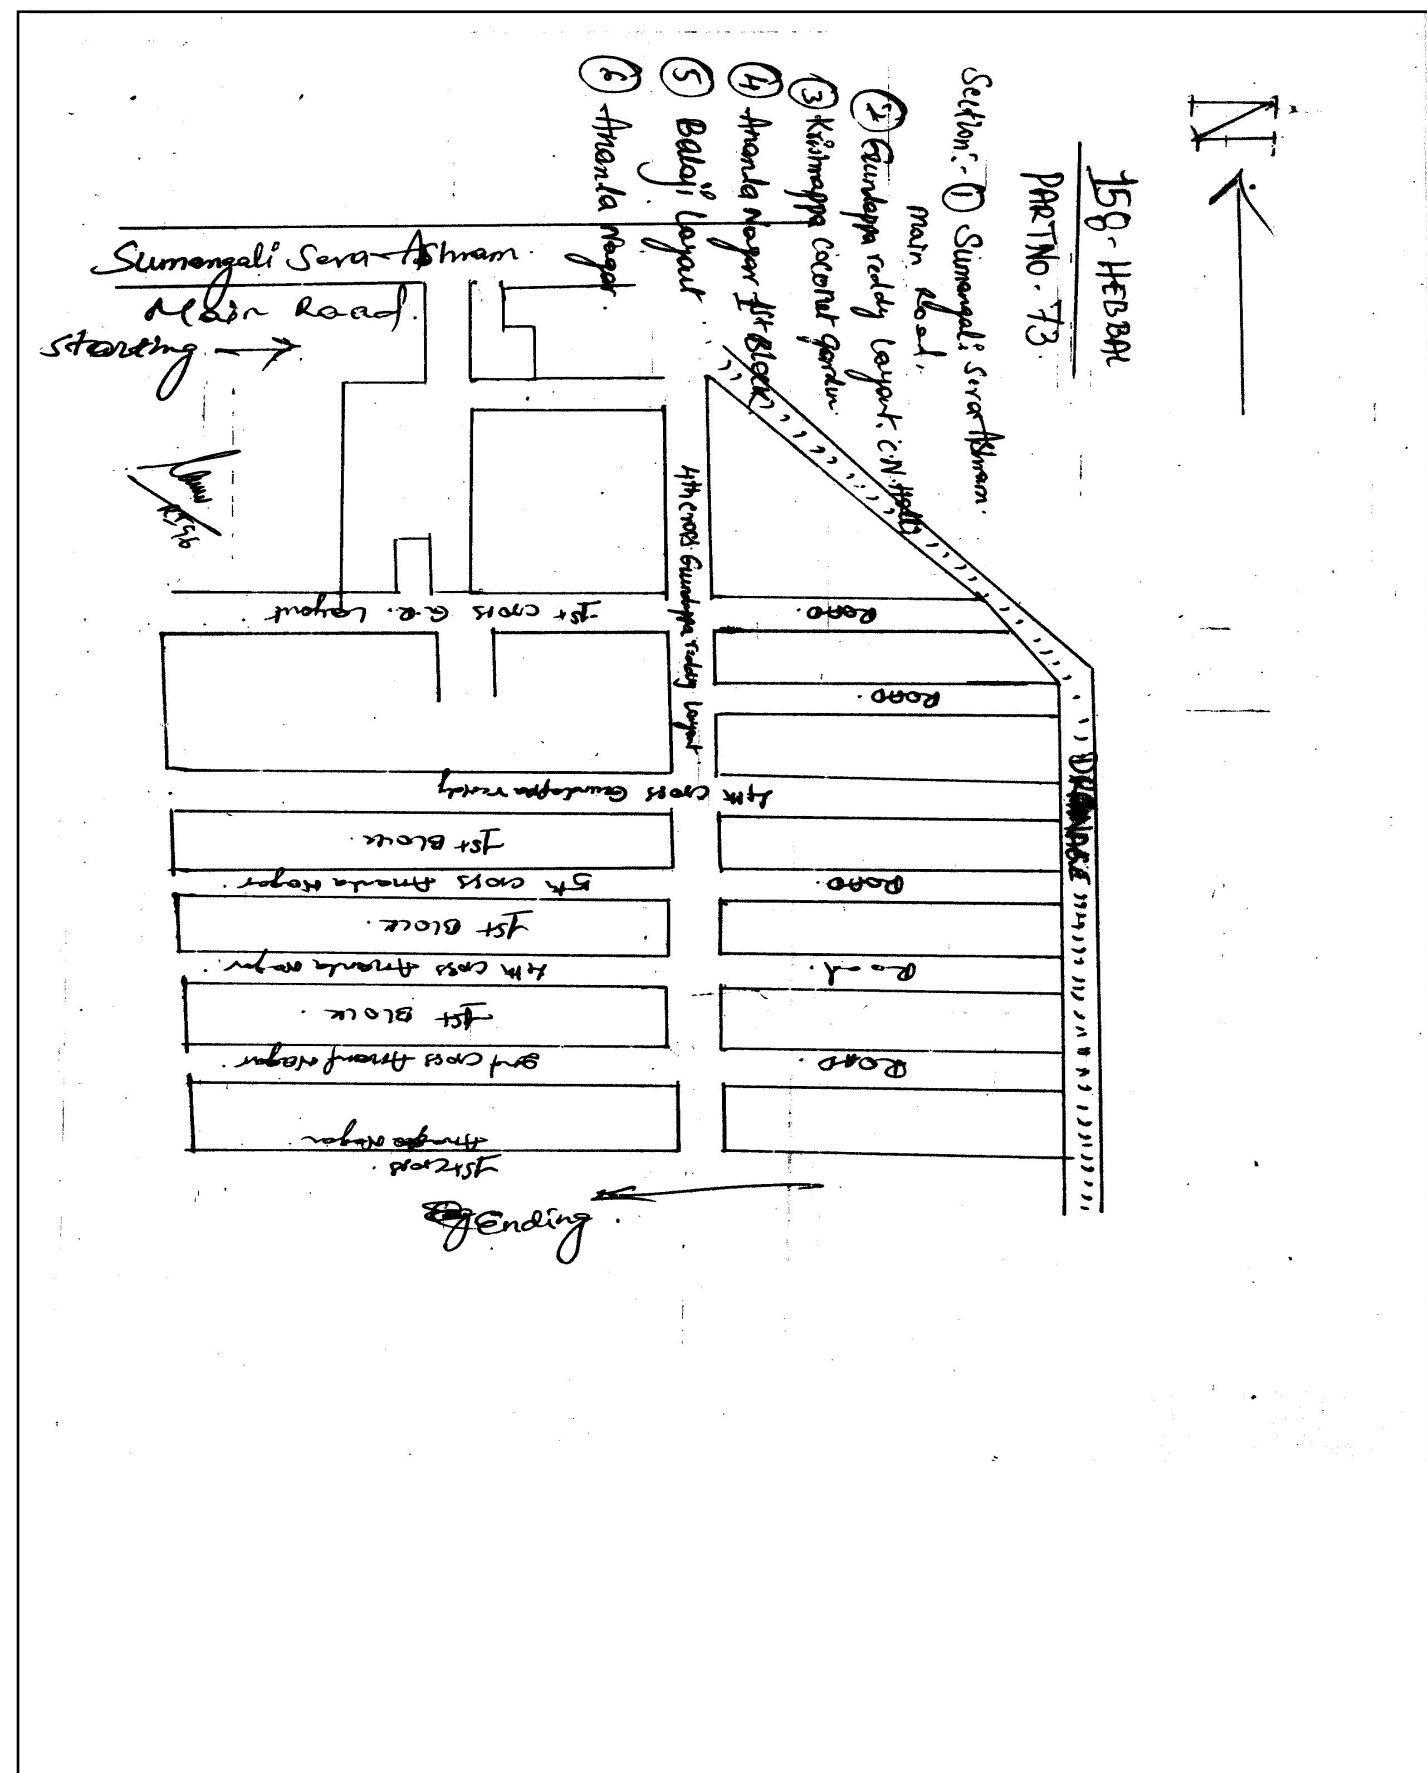 N
158-HEBBAL
PART NO. 73.
Section:- ① Sumangali Seva Ashram.
main Road.
② Gundappa reddy Layout, C.N. Halli
③ Krishnappa Coconet garden.
④ Ananda Nagar Ist Block
⑤ Balaji Layout
⑥ Ananda Nagar.
Sumangali Seva-Ashram.
Main Road.
Starting →
4th cross Gundappa reddy Layout
1st cross G.R. Layout
ROAD.
ROAD.
4th cross Gundappa reddy
DRAINAGE
1st BLOCK.
5th cross Ananda Nagar.
ROAD.
1st BLOCK.
4th cross Ananda Nagar.
Road.
1st BLOCK.
Cross Anand Nagar.
ROAD.
Nagar
1st cross.
Ending.